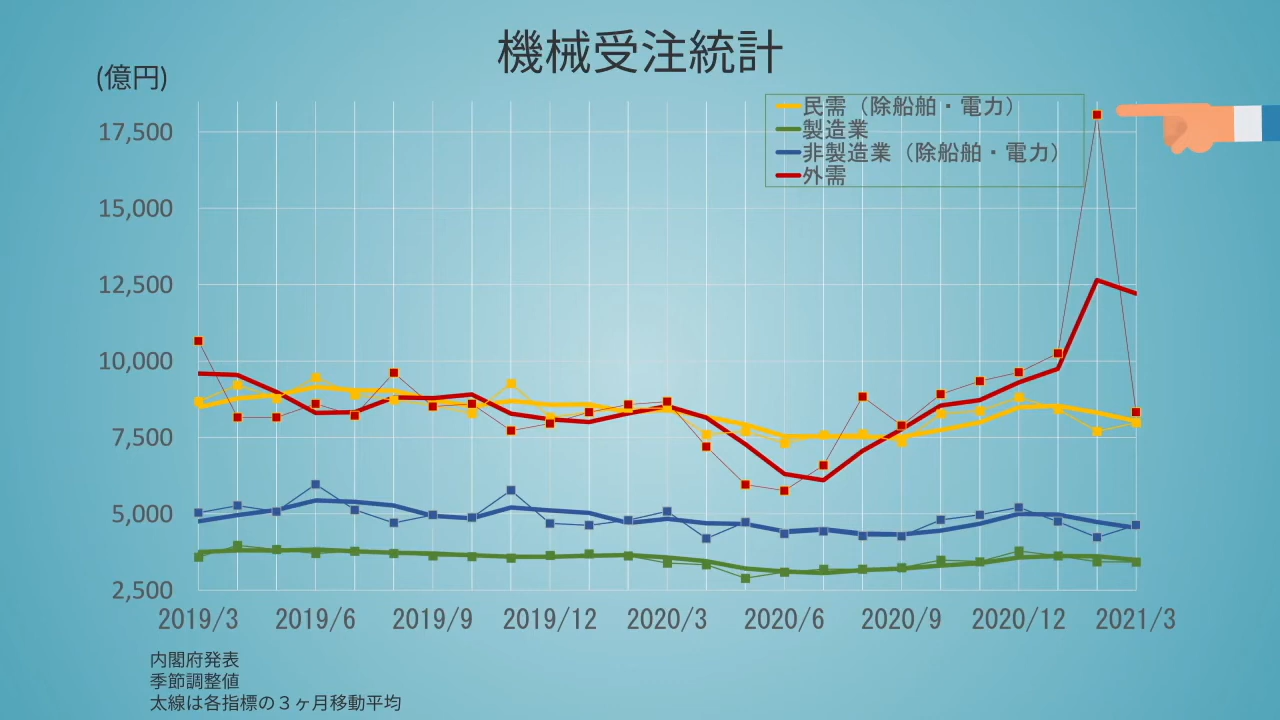 機械受注統計
(億円)
民需（除船舶・電力）
製造業
非製造業（除船舶・電力）
外需
17,500
15,000
12,500
10,000
7,500
5,000
2,500
2019/3 2019/6 2019/9 2019/12 2020/3 2020/6 2020/9 2020/12 2021/3
内閣府発表
季節調整値
太線は各指標の３ヶ月移動平均